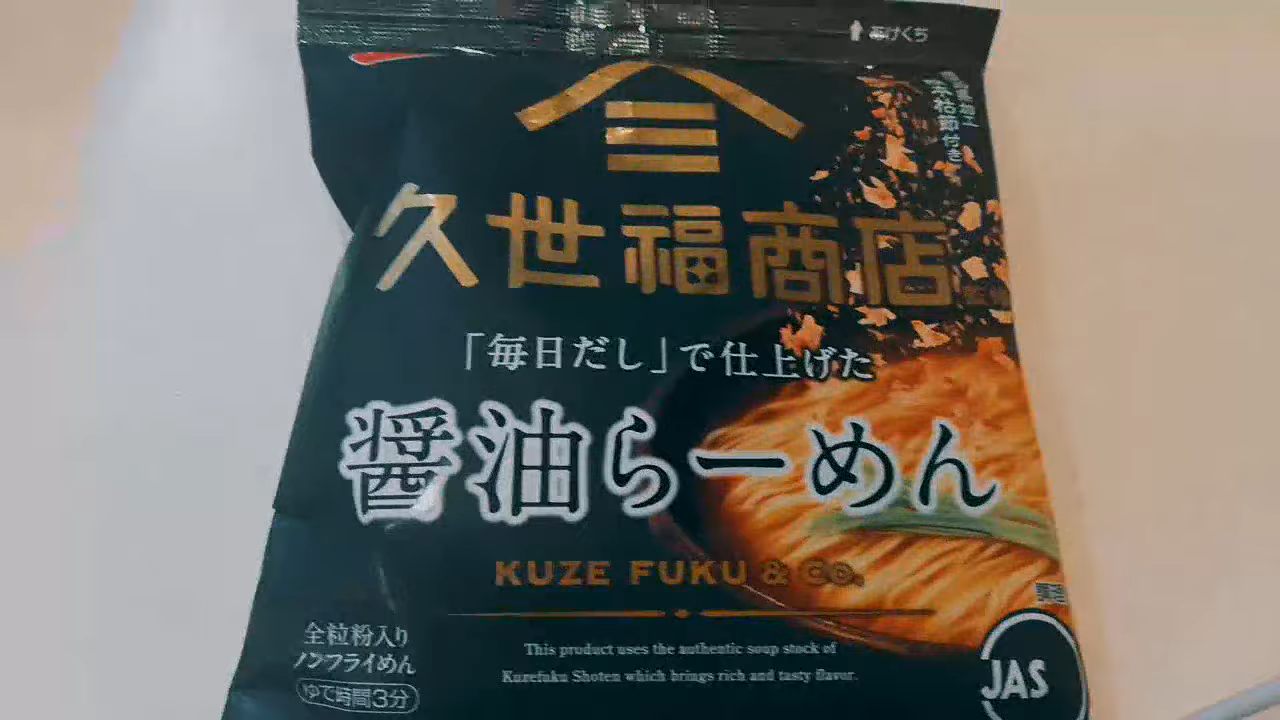 あけくち
久世福商店
監修
「毎日だし」で仕上げた
醤油らーめん
KUZE FUKU & CO.
This product uses the authentic soup stock of
Kuzefuku Shoten which brings rich and tasty flavor.
全粒粉入り
ノンフライめん
ゆで時間3分
JAS